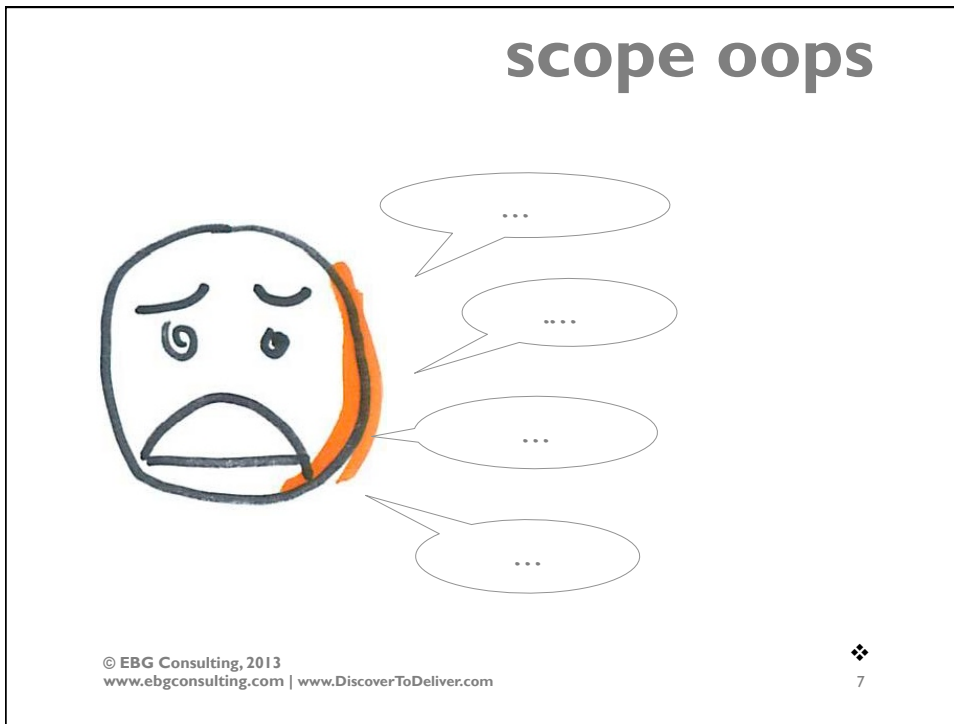 scope oops
...
....
...
...
© EBG Consulting, 2013
www.ebgconsulting.com | www.DiscoverToDeliver.com
❖
7